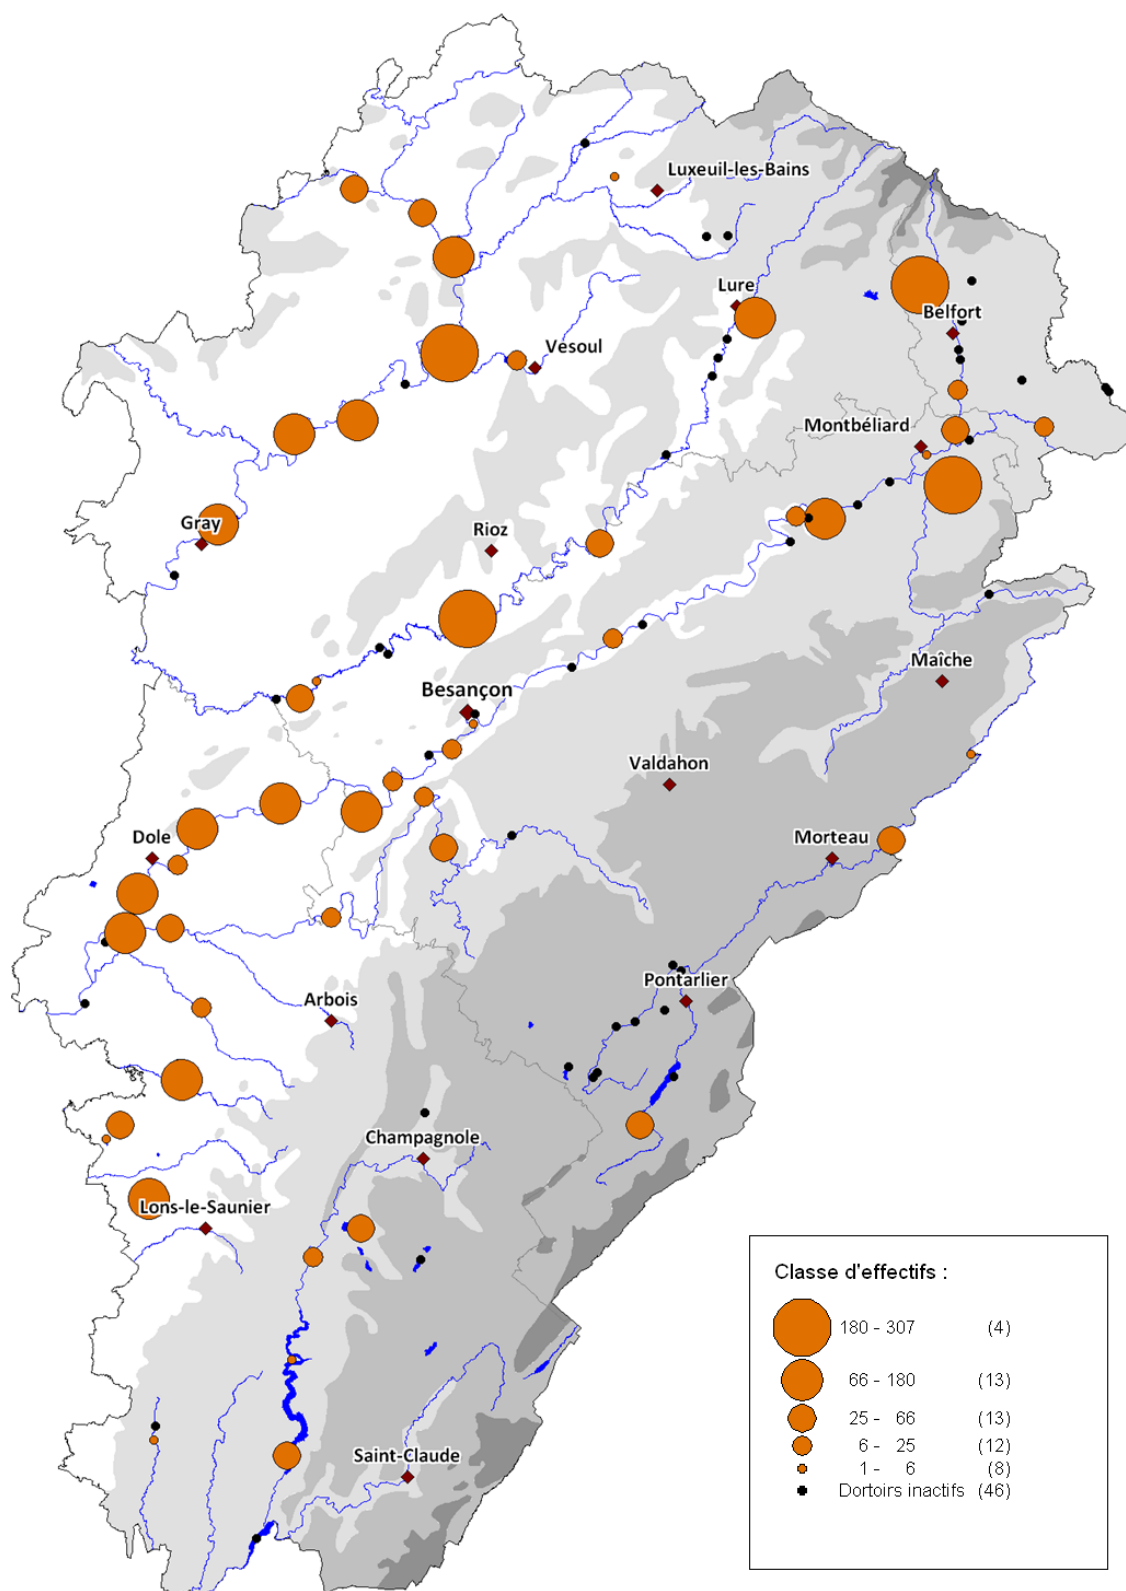 Luxeuil-les-Bains
Lure
Belfort
Vesoul
Montbéliard
Gray
Rioz
Maîche
Besançon
Valdahon
Dole
Morteau
Pontarlier
Arbois
Champagnole
Lons-le-Saunier
Saint-Claude
Classe d'effectifs :
180 - 307 (4)
66 - 180 (13)
25 - 66 (13)
6 - 25 (12)
1 - 6 (8)
Dortoirs inactifs (46)